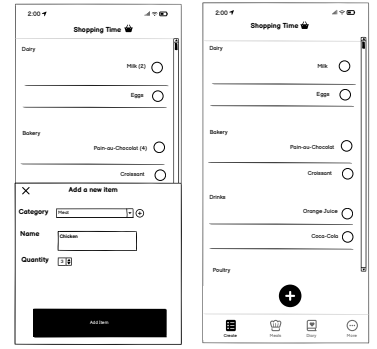 2:00
Shopping Time
Dairy
Milk (2)
Eggs
Bakery
Pain-au-Chocolat (4)
Croissant
Add a new item
Category
Meat
Name
Chicken
Quantity
3
Add Item
2:00
Shopping Time
Dairy
Milk
Eggs
Bakery
Pain-au-Chocolat
Croissant
Drinks
Orange Juice
Coca-Cola
Poultry
Create
Meals
Diary
More